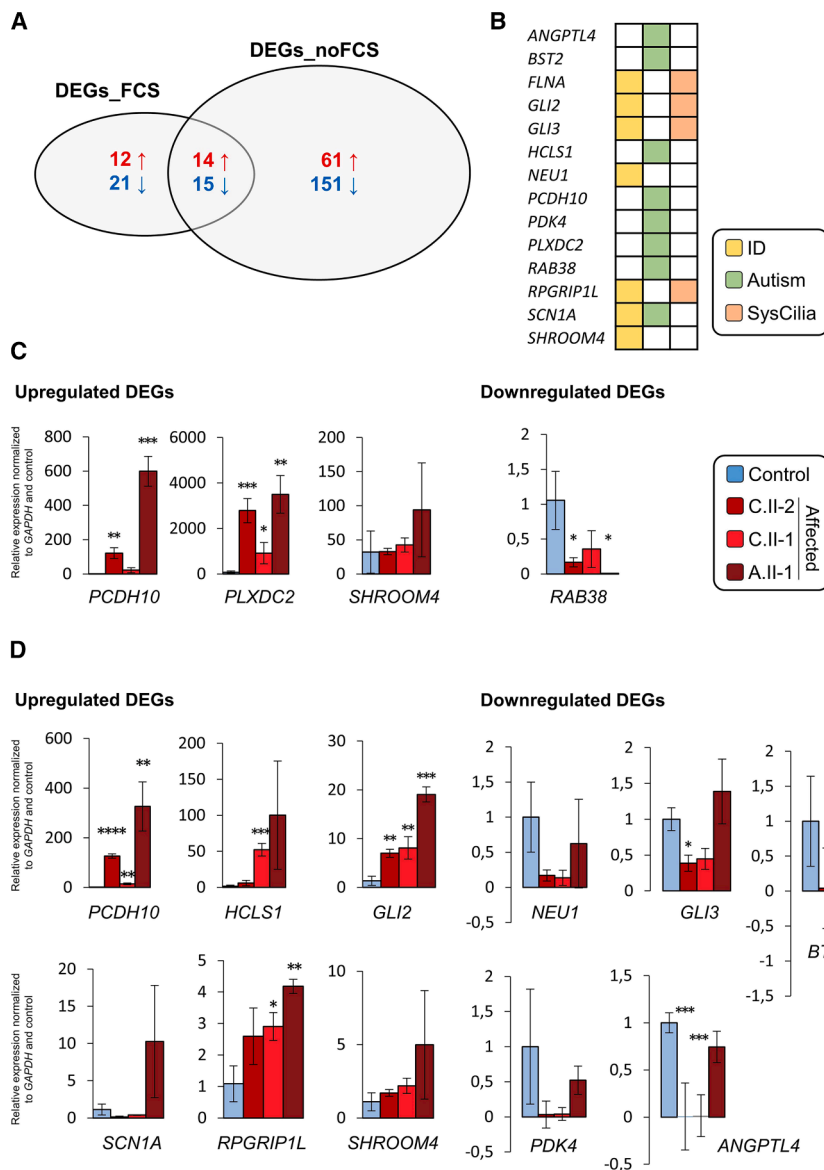 A
DEGs_FCS
DEGs_noFCS
12 ↑
21 ↓
14 ↑
15 ↓
61 ↑
151 ↓
B
ANGPTL4
BST2
FLNA
GLI2
GLI3
HCLS1
NEU1
PCDH10
PDK4
PLXDC2
RAB38
RPGRIP1L
SCN1A
SHROOM4
ID
Autism
SysCilia
C
Upregulated DEGs
Downregulated DEGs
Relative expression normalized
to GAPDH and control
800
600
400
200
0
**
***
PCDH10
6000
4000
2000
0
***
*
**
PLXDC2
200
150
100
50
0
SHROOM4
2
1,5
1
0,5
0
*
*
RAB38
Control
C.II-2
C.II-1
A.II-1
Affected
D
Upregulated DEGs
Downregulated DEGs
Relative expression normalized
to GAPDH and control
600
400
200
0
****
**
**
PCDH10
200
150
100
50
0
***
HCLS1
30
20
10
0
**
**
***
GLI2
2
1,5
1
0,5
0
-0,5
NEU1
2
1,5
1
0,5
0
-0,5
*
GLI3
2
1,5
1
0,5
0
-0,5
-1
-1,5
Relative expression normalized
to GAPDH and control
20
15
10
5
0
SCN1A
5
4
3
2
1
0
*
**
RPGRIP1L
10
5
0
SHROOM4
2
1,5
1
0,5
0
-0,5
PDK4
1,5
1
0,5
0
-0,5
***
***
ANGPTL4